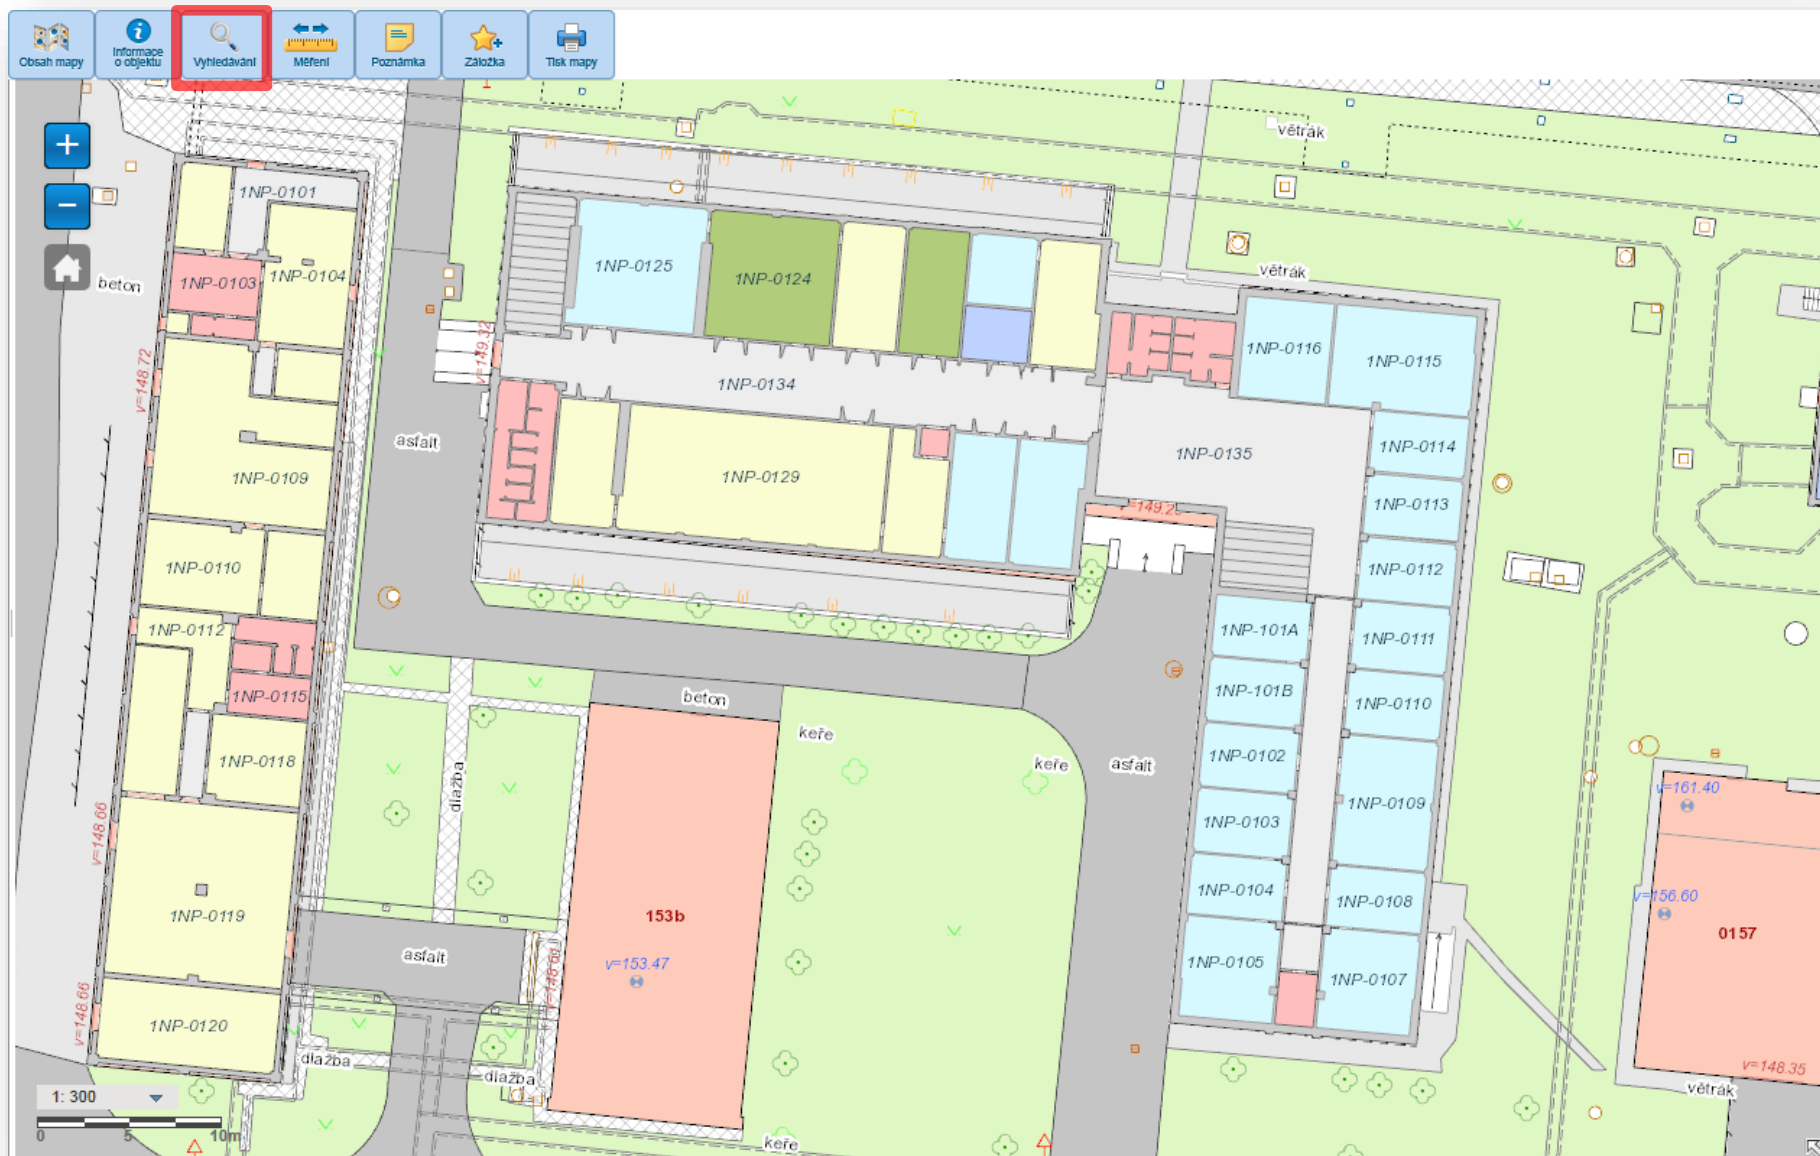 Obsah mapy
Informace
o objektu
Vyhledávání
Měření
Poznámka
Záložka
Tisk mapy
+
−
větrák
větrák
beton
1NP-0101
1NP-0103
1NP-0104
v=148.72
1NP-0109
1NP-0110
1NP-0112
1NP-0115
1NP-0118
v=148.66
1NP-0119
v=148.66
1NP-0120
v=149.32
1NP-0125
1NP-0124
1NP-0134
asfalt
1NP-0129
1NP-0135
1NP-0116
1NP-0115
1NP-0114
1NP-0113
1NP-0112
1NP-0111
1NP-0110
1NP-0109
1NP-0108
1NP-0107
1NP-101A
1NP-101B
1NP-0102
1NP-0103
1NP-0104
1NP-0105
beton
keře
keře
asfalt
dlažba
153b
v=153.47
asfalt
dlažba
dlažba
keře
v=161.40
v=156.60
0157
v=148.35
větrák
1: 300
0 5 10m